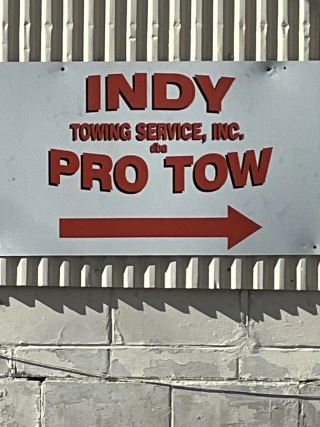 INDY
TOWING SERVICE, INC.
dba
PRO TOW